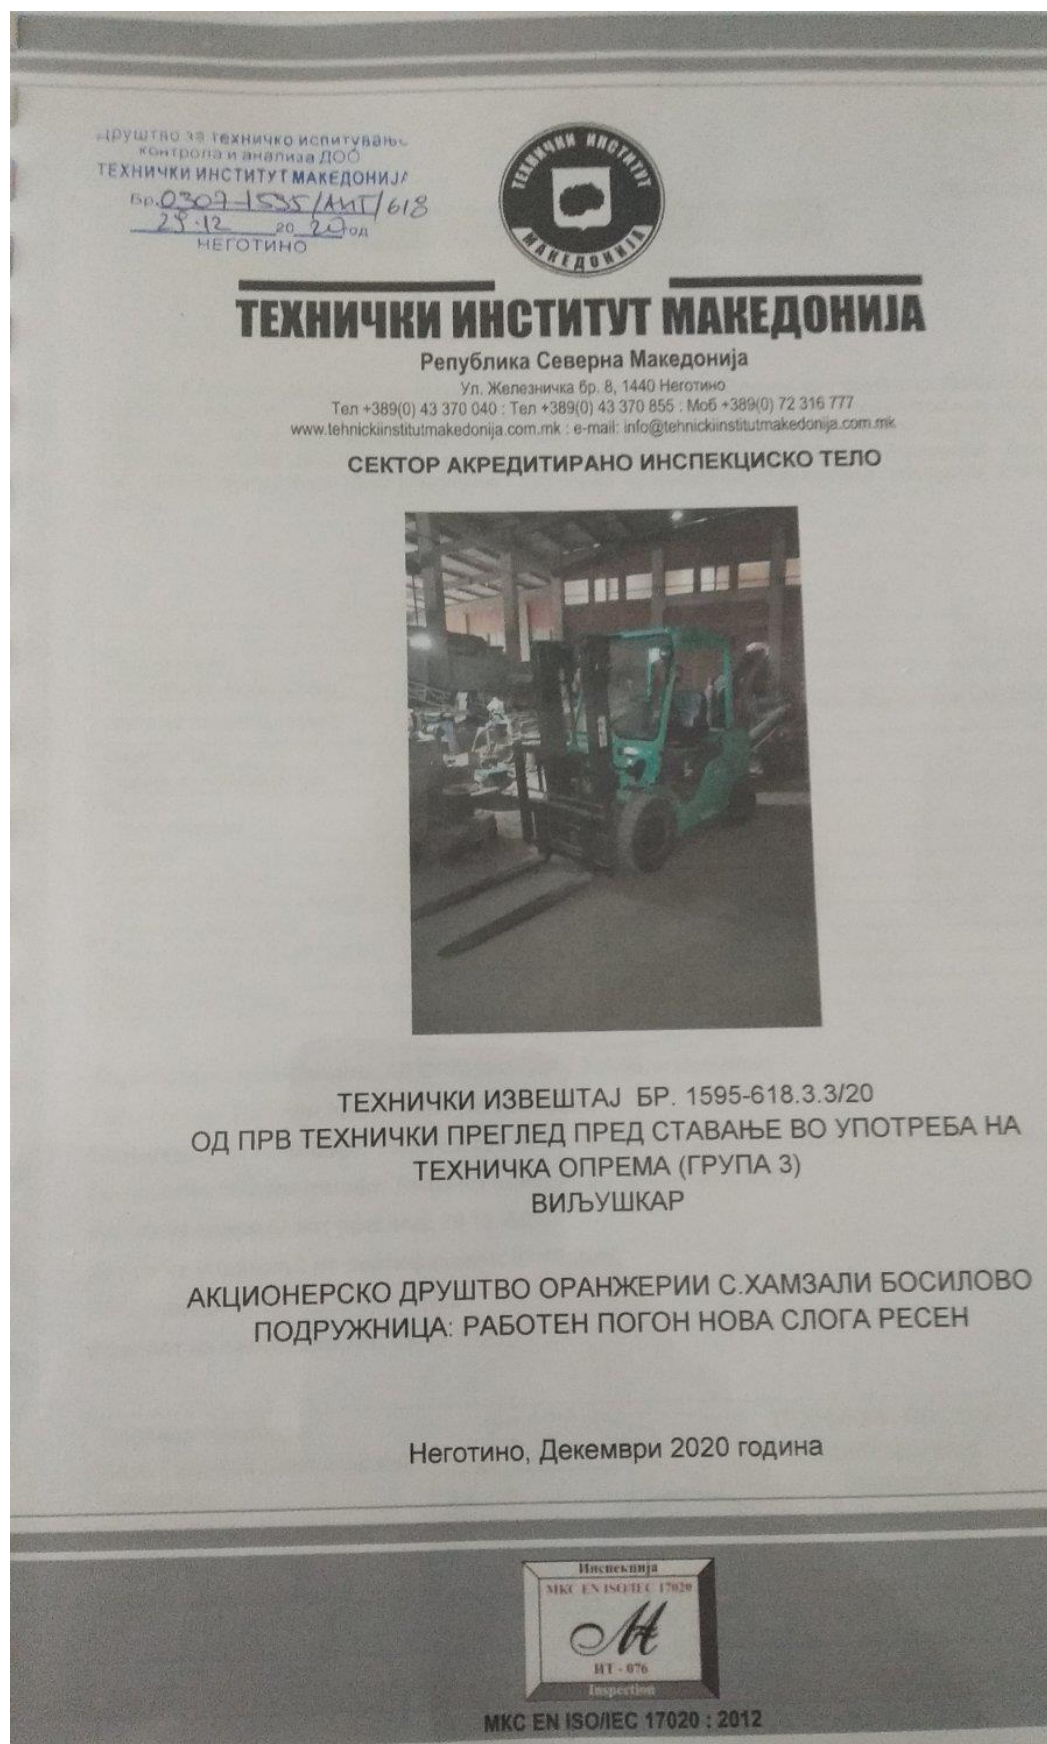 Друштво за техничко испитување
контрола и анализа ДОО
ТЕХНИЧКИ ИНСТИТУТ МАКЕДОНИЈА
Бр. 0307-1595/АИТ/618
29.12 2020 год
НЕГОТИНО
ТЕХНИЧКИ ИНСТИТУТ
МАКЕДОНИЈА
ТЕХНИЧКИ ИНСТИТУТ МАКЕДОНИЈА
Република Северна Македонија
Ул. Железничка бр. 8, 1440 Неготино
Тел +389(0) 43 370 040 : Тел +389(0) 43 370 855 : Моб +389(0) 72 316 777
www.tehnickiinstitutmakedonija.com.mk : e-mail: info@tehnickiinstitutmakedonija.com.mk
СЕКТОР АКРЕДИТИРАНО ИНСПЕКЦИСКО ТЕЛО
ТЕХНИЧКИ ИЗВЕШТАЈ БР. 1595-618.3.3/20
ОД ПРВ ТЕХНИЧКИ ПРЕГЛЕД ПРЕД СТАВАЊЕ ВО УПОТРЕБА НА
ТЕХНИЧКА ОПРЕМА (ГРУПА 3)
ВИЉУШКАР
АКЦИОНЕРСКО ДРУШТВО ОРАНЖЕРИИ С.ХАМЗАЛИ БОСИЛОВО
ПОДРУЖНИЦА: РАБОТЕН ПОГОН НОВА СЛОГА РЕСЕН
Неготино, Декември 2020 година
Инспекција
МКС EN ISO/IEC 17020
ИТ - 076
Inspection
МКС EN ISO/IEC 17020 : 2012